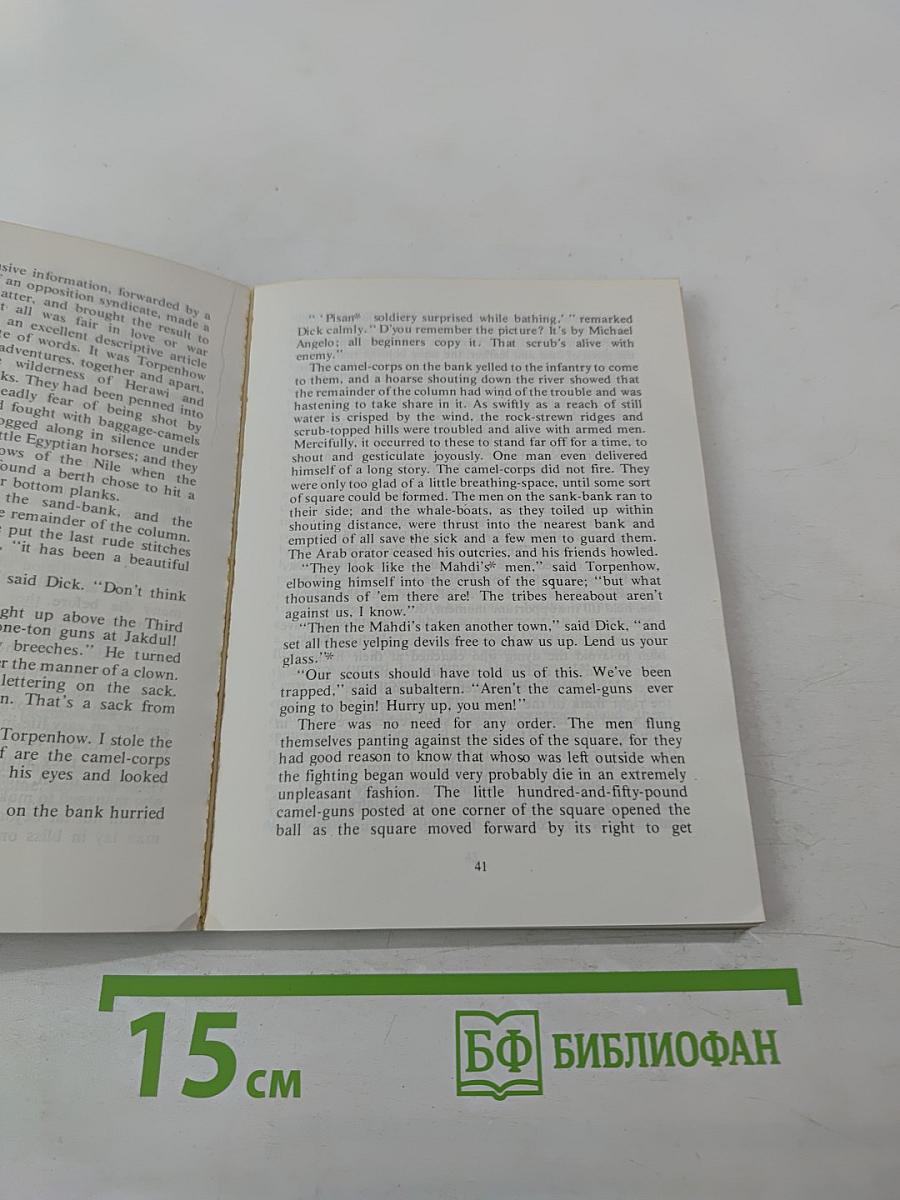 sive information, forwarded by a
an opposition syndicate, made a
atter, and brought the result to
all was fair in love or war
an excellent descriptive article
te of words. It was Torpenhow
adventures, together and apart,
wilderness of Herawi and
ks. They had been penned into
eadly fear of being shot by
fought with baggage-camels
ogged along in silence under
ttle Egyptian horses; and they
ows of the Nile when the
ound a berth chose to hit a
r bottom planks.
the sand-bank, and the
e remainder of the column.
put the last rude stitches
"it has been a beautiful
said Dick. "Don't think
ght up above the Third
one-ton guns at Jakdul!
breeches." He turned
er the manner of a clown.
lettering on the sack.
n. That's a sack from
Torpenhow. I stole the
f are the camel-corps
his eyes and looked
on the bank hurried
" 'Pisan* soldiery surprised while bathing,' " remarked
Dick calmly. "D'you remember the picture? It's by Michael
Angelo; all beginners copy it. That scrub's alive with
enemy."
The camel-corps on the bank yelled to the infantry to come
to them, and a hoarse shouting down the river showed that
the remainder of the column had wind of the trouble and was
hastening to take share in it. As swiftly as a reach of still
water is crisped by the wind, the rock-strewn ridges and
scrub-topped hills were troubled and alive with armed men.
Mercifully, it occurred to these to stand far off for a time, to
shout and gesticulate joyously. One man even delivered
himself of a long story. The camel-corps did not fire. They
were only too glad of a little breathing-space, until some sort
of square could be formed. The men on the sank-bank ran to
their side; and the whale-boats, as they toiled up within
shouting distance, were thrust into the nearest bank and
emptied of all save the sick and a few men to guard them.
The Arab orator ceased his outcries, and his friends howled.
"They look like the Mahdi's* men," said Torpenhow,
elbowing himself into the crush of the square; "but what
thousands of 'em there are! The tribes hereabout aren't
against us, I know."
"Then the Mahdi's taken another town," said Dick, "and
set all these yelping devils free to chaw us up. Lend us your
glass."*
"Our scouts should have told us of this. We've been
trapped," said a subaltern. "Aren't the camel-guns ever
going to begin! Hurry up, you men!"
There was no need for any order. The men flung
themselves panting against the sides of the square, for they
had good reason to know that whoso was left outside when
the fighting began would very probably die in an extremely
unpleasant fashion. The little hundred-and-fifty-pound
camel-guns posted at one corner of the square opened the
ball as the square moved forward by its right to get
41
15 см
БФ БИБЛИОФАН